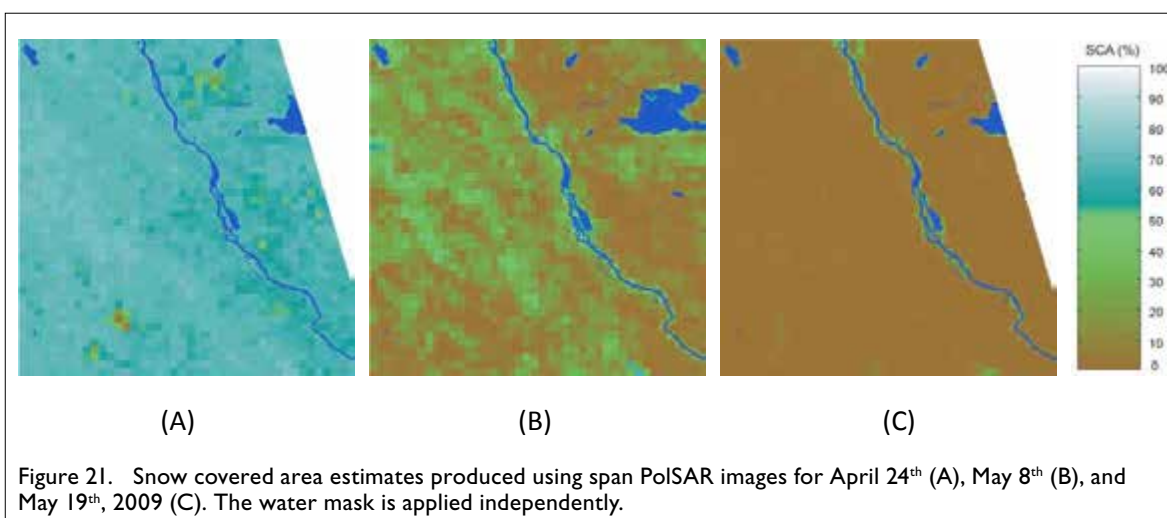 SCA (%)
100
90
80
70
60
50
40
30
20
10
0
(A)
(B)
(C)
Figure 21. Snow covered area estimates produced using span PolSAR images for April 24th (A), May 8th (B), and
May 19th, 2009 (C). The water mask is applied independently.